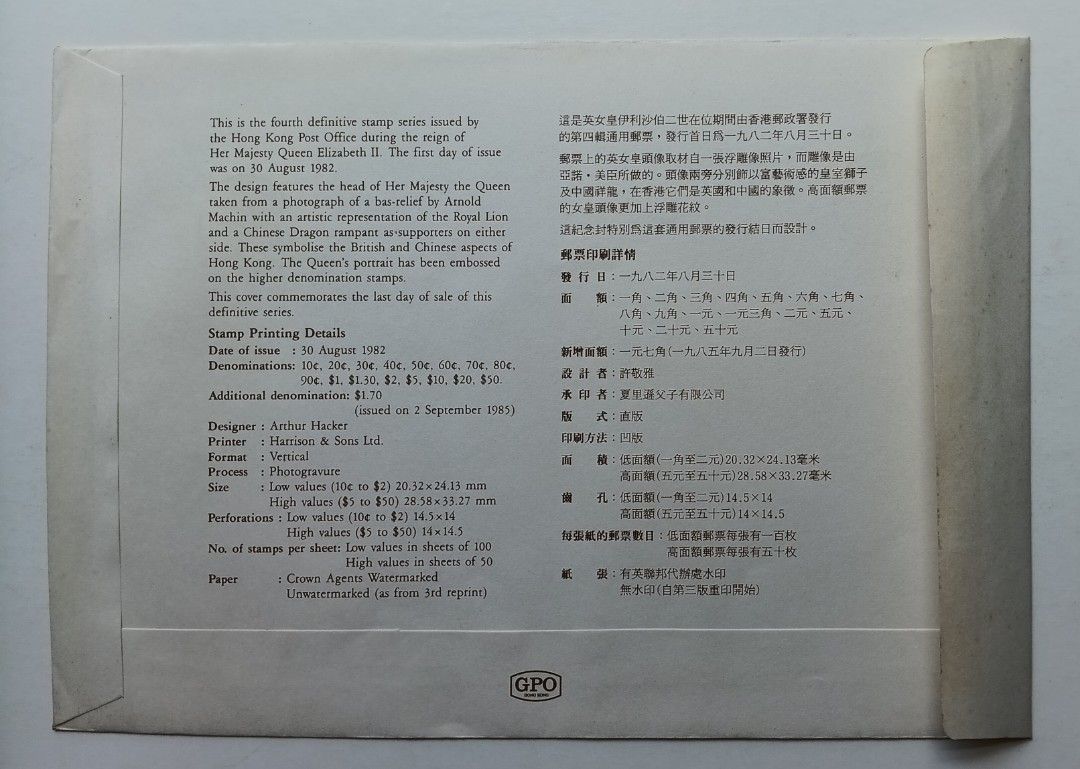 This is the fourth definitive stamp series issued by
the Hong Kong Post Office during the reign of
Her Majesty Queen Elizabeth II. The first day of issue
was on 30 August 1982.
The design features the head of Her Majesty the Queen
taken from a photograph of a bas-relief by Arnold
Machin with an artistic representation of the Royal Lion
and a Chinese Dragon rampant as supporters on either
side. These symbolise the British and Chinese aspects of
Hong Kong. The Queen's portrait has been embossed
on the higher denomination stamps.
This cover commemorates the last day of sale of this
definitive series.
Stamp Printing Details
Date of issue : 30 August 1982
Denominations: 10¢, 20¢, 30¢, 40¢, 50¢, 60¢, 70¢, 80¢,
90¢, $1, $1.30, $2, $5, $10, $20, $50.
Additional denomination: $1.70
(issued on 2 September 1985)
Designer : Arthur Hacker
Printer : Harrison & Sons Ltd.
Format : Vertical
Process : Photogravure
Size : Low values (10¢ to $2) 20.32×24.13 mm
High values ($5 to $50) 28.58×33.27 mm
Perforations : Low values (10¢ to $2) 14.5×14
High values ($5 to $50) 14×14.5
No. of stamps per sheet: Low values in sheets of 100
High values in sheets of 50
Paper : Crown Agents Watermarked
Unwatermarked (as from 3rd reprint)
這是英女皇伊利沙伯二世在位期間由香港郵政署發行
的第四輯通用郵票，發行首日爲一九八二年八月三十日。
郵票上的英女皇頭像取材自一張浮雕像照片，而雕像是由
亞諾・美臣所做的。頭像兩旁分別飾以富藝術感的皇室獅子
及中國祥龍，在香港它們是英國和中國的象徵。高面額郵票
的女皇頭像更加上浮雕花紋。
這紀念封特別爲這套通用郵票的發行結日而設計。
郵票印刷詳情
發行日：一九八二年八月三十日
面額：一角、二角、三角、四角、五角、六角、七角、
八角、九角、一元、一元三角、二元、五元、
十元、二十元、五十元
新增面額：一元七角(一九八五年九月二日發行)
設計者：許敬雅
承印者：夏里遜父子有限公司
版式：直版
印刷方法：凹版
面積：低面額(一角至二元)20.32×24.13毫米
高面額(五元至五十元)28.58×33.27毫米
齒孔：低面額(一角至二元)14.5×14
高面額(五元至五十元)14×14.5
每張紙的郵票數目：低面額郵票每張有一百枚
高面額郵票每張有五十枚
紙張：有英聯邦代辦處水印
無水印(自第三版重印開始)
GPO
HONG KONG